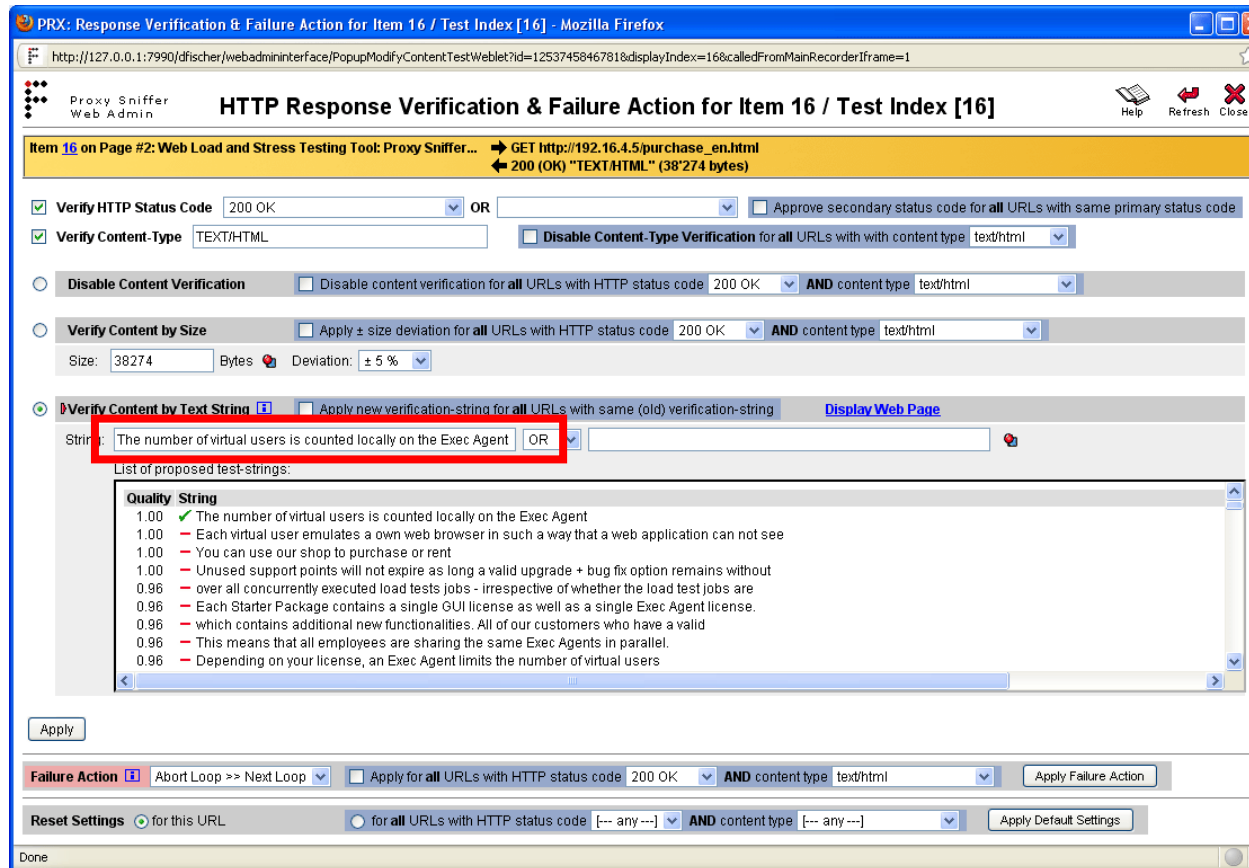 PRX: Response Verification & Failure Action for Item 16 / Test Index [16] - Mozilla Firefox
http://127.0.0.1:7990/dfischer/webadmininterface/PopupModifyContentTestWeblet?id=1253745846781&displayIndex=16&calledFromMainRecorderIframe=1
Proxy Sniffer
Web Admin
HTTP Response Verification & Failure Action for Item 16 / Test Index [16]
Help Refresh Close
Item 16 on Page #2: Web Load and Stress Testing Tool: Proxy Sniffer... GET http://192.16.4.5/purchase_en.html
200 (OK) "TEXT/HTML" (38'274 bytes)
Verify HTTP Status Code 200 OK OR Approve secondary status code for all URLs with same primary status code
Verify Content-Type TEXT/HTML Disable Content-Type Verification for all URLs with with content type text/html
Disable Content Verification Disable content verification for all URLs with HTTP status code 200 OK AND content type text/html
Verify Content by Size Apply ± size deviation for all URLs with HTTP status code 200 OK AND content type text/html
Size: 38274 Bytes Deviation: ± 5 %
Verify Content by Text String Apply new verification-string for all URLs with same (old) verification-string Display Web Page
String: The number of virtual users is counted locally on the Exec Agent OR
List of proposed test-strings:
Quality String
1.00 The number of virtual users is counted locally on the Exec Agent
1.00 Each virtual user emulates a own web browser in such a way that a web application can not see
1.00 You can use our shop to purchase or rent
1.00 Unused support points will not expire as long a valid upgrade + bug fix option remains without
0.96 over all concurrently executed load tests jobs - irrespective of whether the load test jobs are
0.96 Each Starter Package contains a single GUI license as well as a single Exec Agent license.
0.96 which contains additional new functionalities. All of our customers who have a valid
0.96 This means that all employees are sharing the same Exec Agents in parallel.
0.96 Depending on your license, an Exec Agent limits the number of virtual users
Apply
Failure Action Abort Loop >> Next Loop Apply for all URLs with HTTP status code 200 OK AND content type text/html Apply Failure Action
Reset Settings for this URL for all URLs with HTTP status code [--- any ---] AND content type [--- any ---] Apply Default Settings
Done